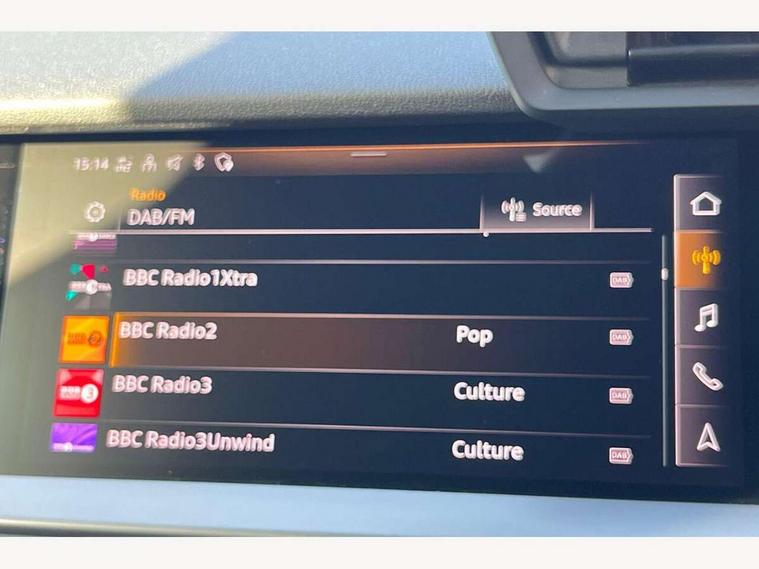 15:14
Radio
DAB/FM
Source
BBC Radio1Xtra DAB
BBC Radio2 Pop DAB
BBC Radio3 Culture DAB
BBC Radio3Unwind Culture DAB